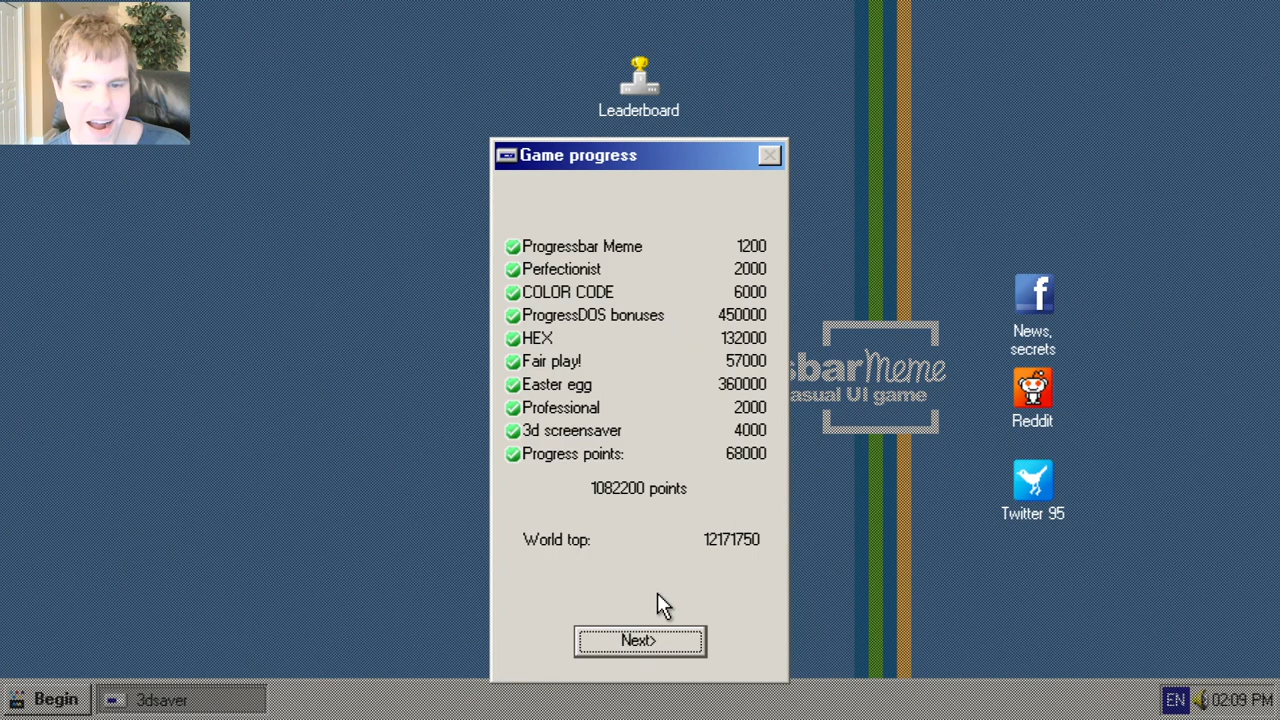 Leaderboard
Game progress
Progressbar Meme 1200
Perfectionist 2000
COLOR CODE 6000
ProgressDOS bonuses 450000
HEX 132000
Fair play! 57000
Easter egg 360000
Professional 2000
3d screensaver 4000
Progress points: 68000
1082200 points
World top: 12171750
Next>
sbarMeme
asual UI game
f
News,
secrets
Reddit
Twitter 95
Begin
3dsaver
EN 02:09 PM